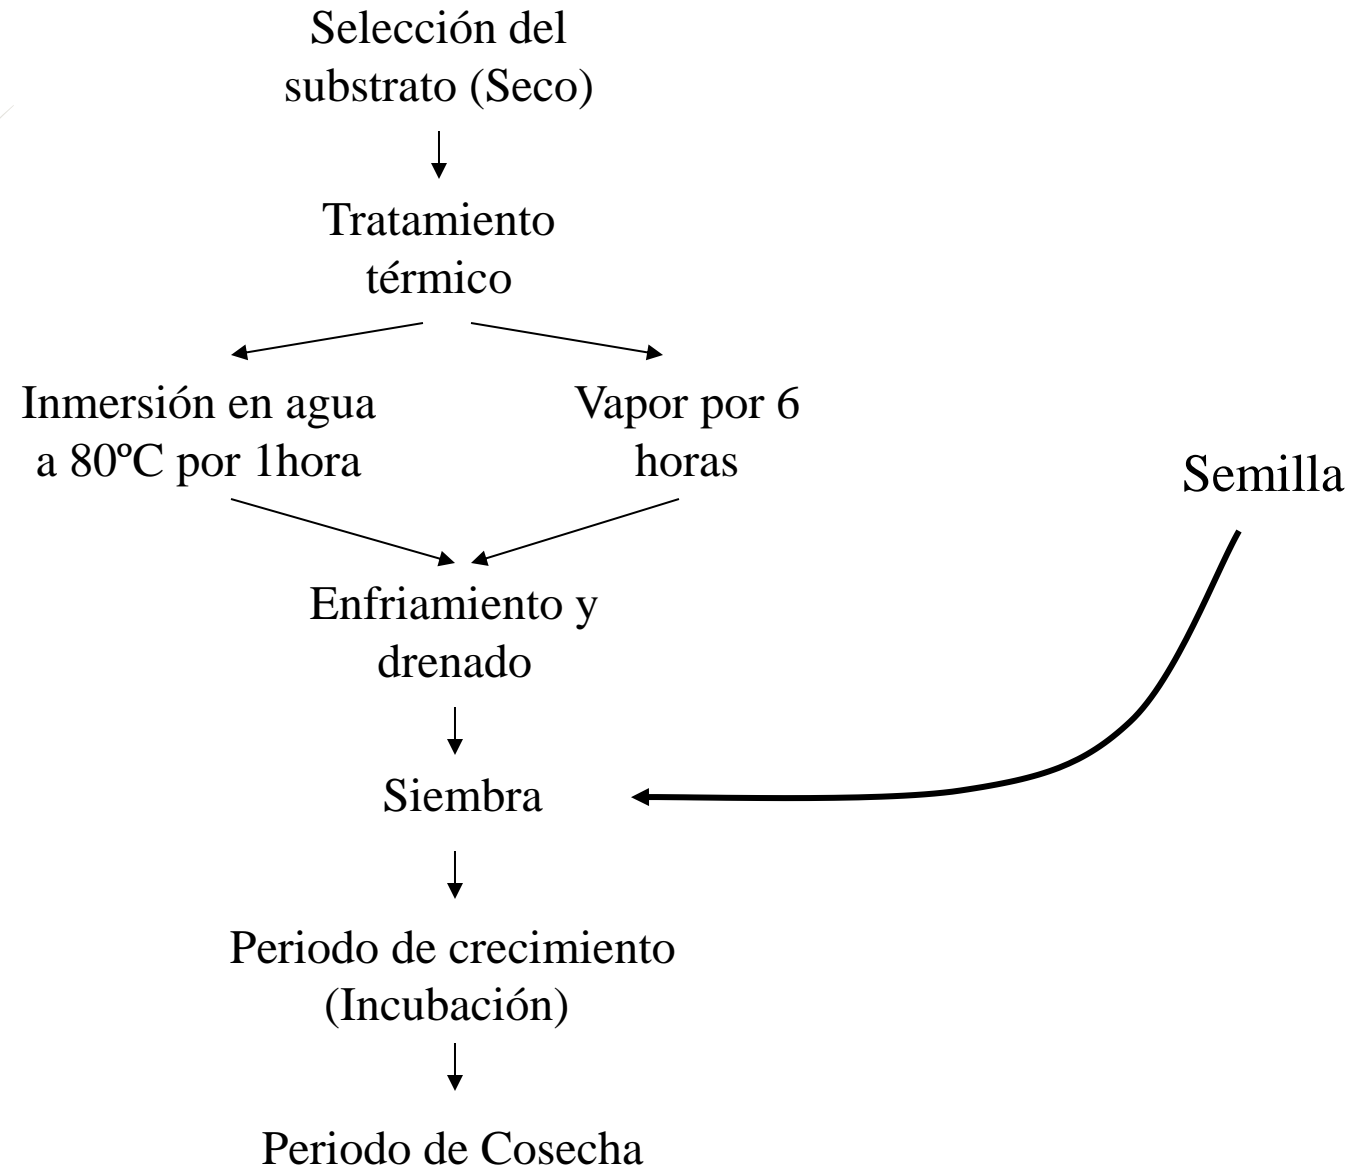 Selección del
substrato (Seco)
Tratamiento
térmico
Inmersión en agua
a 80ºC por 1hora
Vapor por 6
horas
Semilla
Enfriamiento y
drenado
Siembra
Periodo de crecimiento
(Incubación)
Periodo de Cosecha